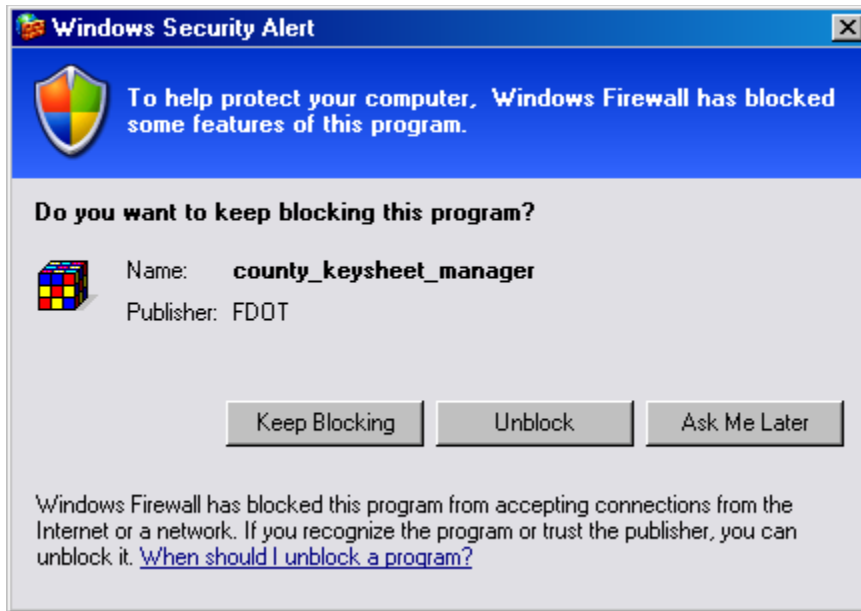 Windows Security Alert
To help protect your computer,  Windows Firewall has blocked
some features of this program.
Do you want to keep blocking this program?
Name: county_keysheet_manager
Publisher: FDOT
Keep Blocking Unblock Ask Me Later
Windows Firewall has blocked this program from accepting connections from the
Internet or a network. If you recognize the program or trust the publisher, you can
unblock it. When should I unblock a program?